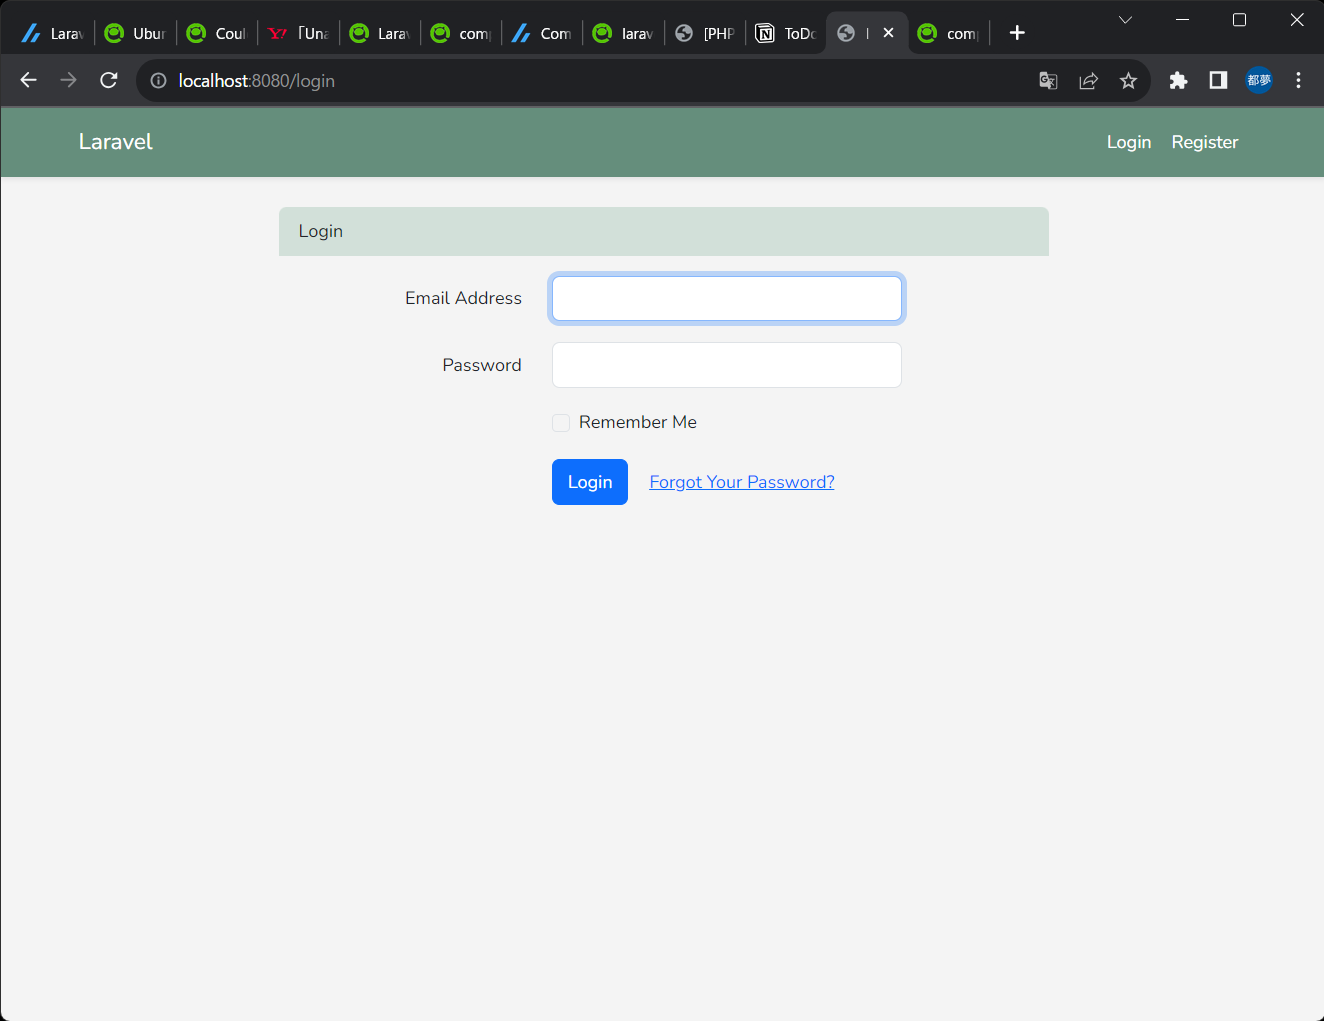 Larav Ubur Coul 「Una Larav com Com larav [PHP ToDo com
localhost:8080/login
都夢
Laravel Login Register
Login
Email Address
Password
Remember Me
Login Forgot Your Password?